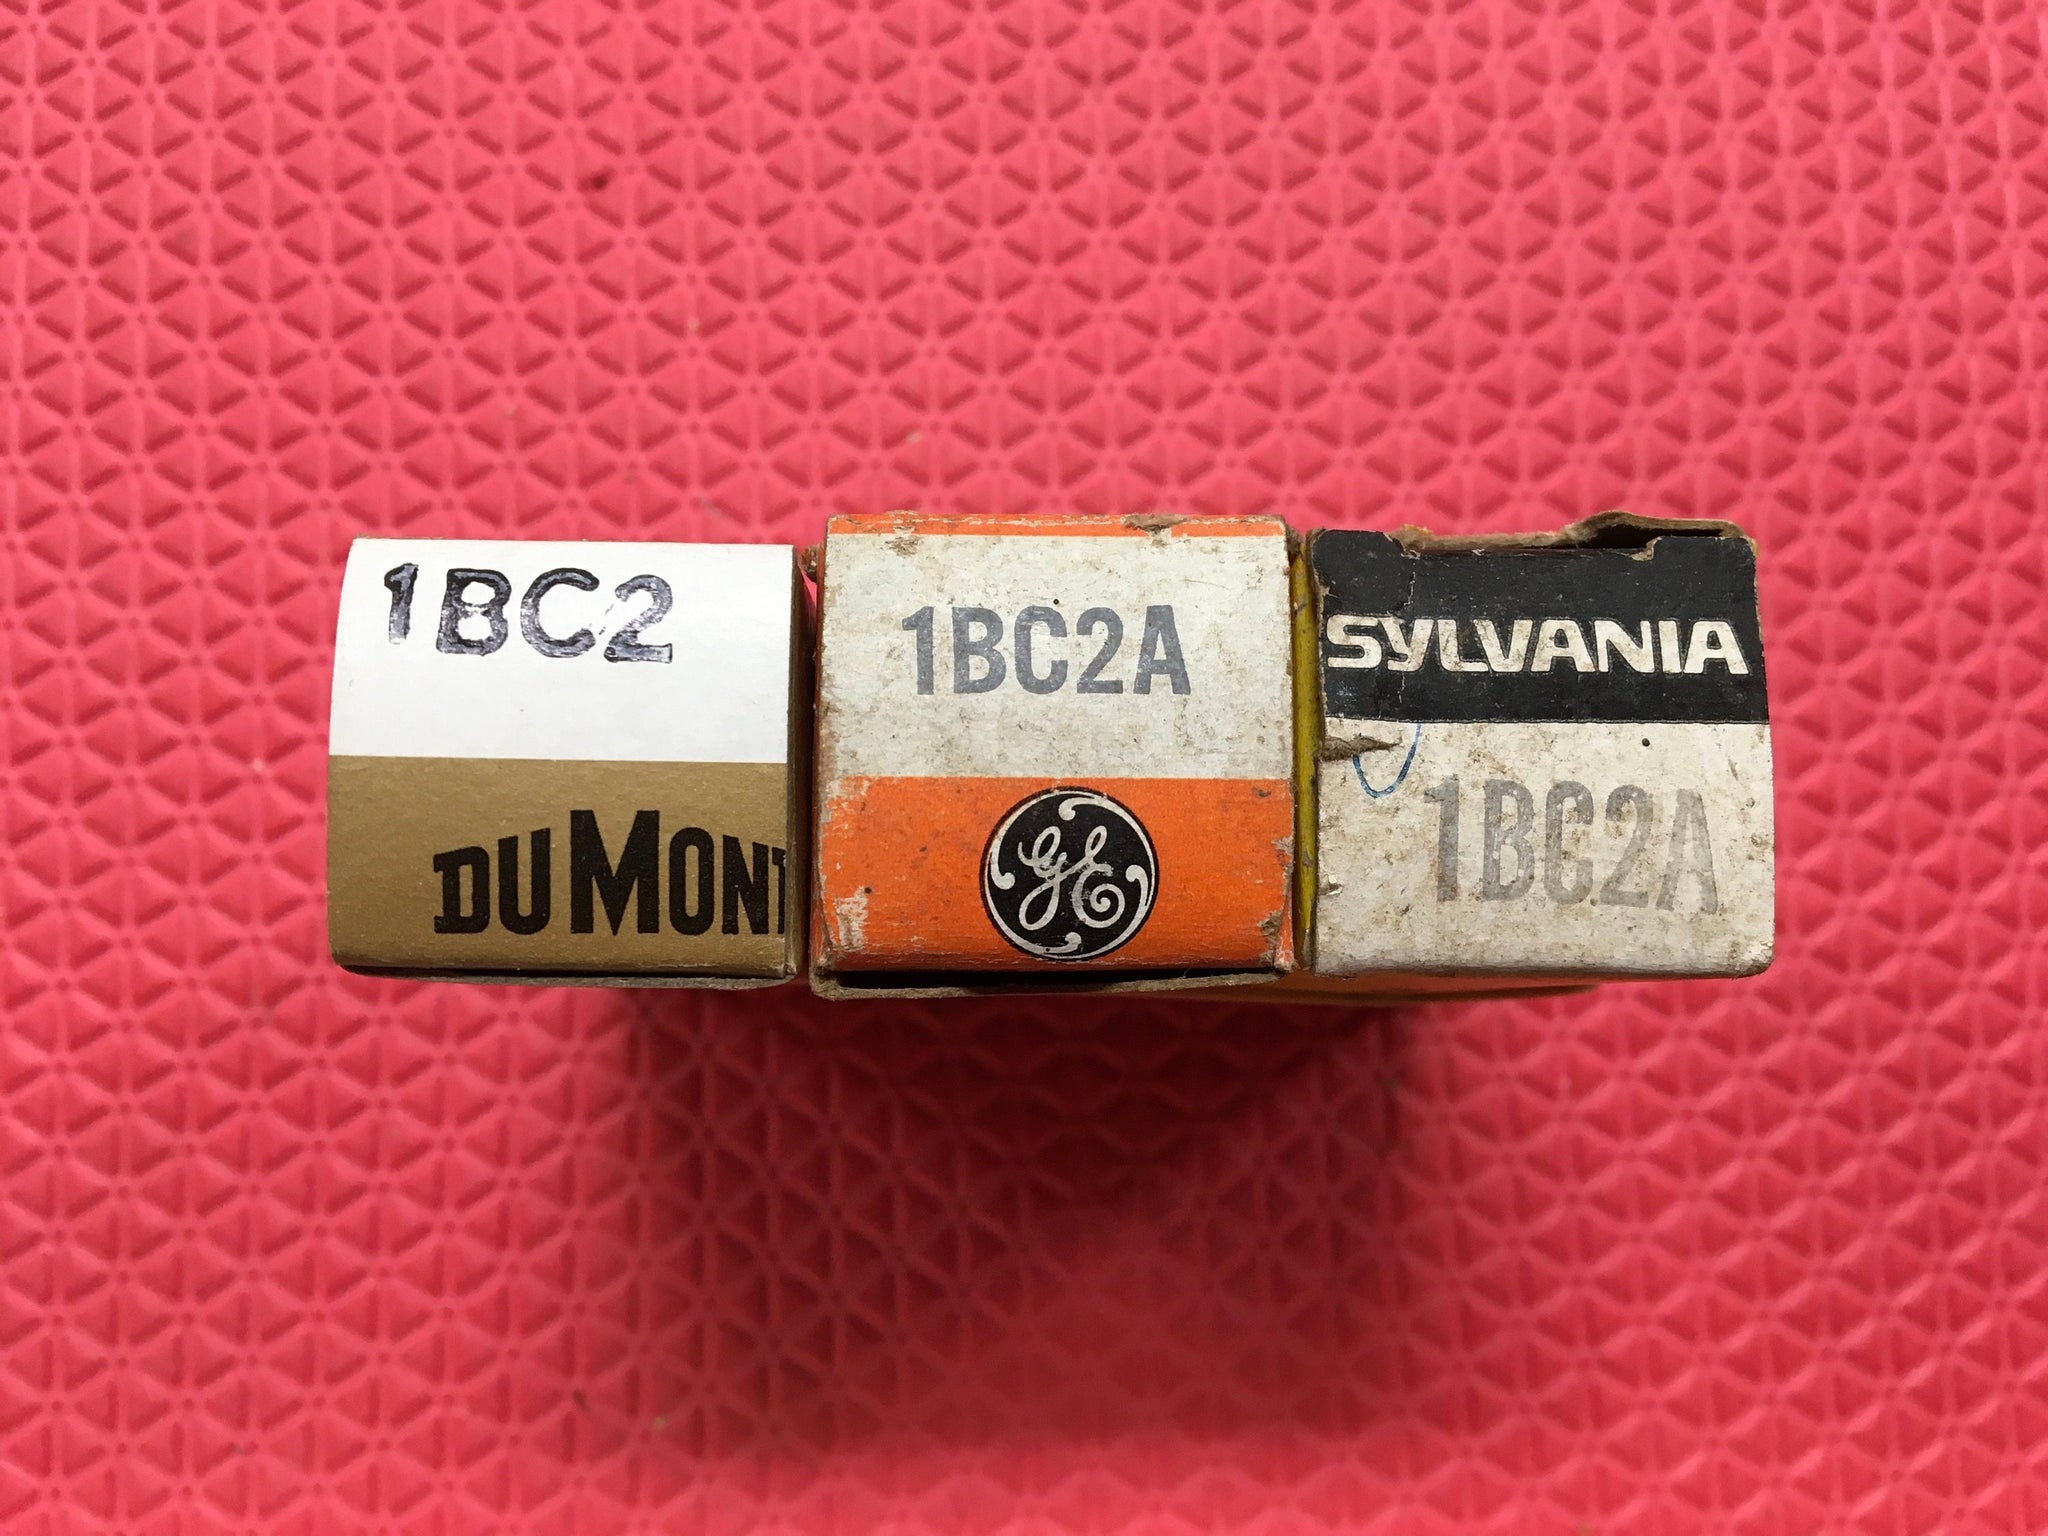 1BC2
DUMONT
1BC2A
GE
SYLVANIA
1BC2A